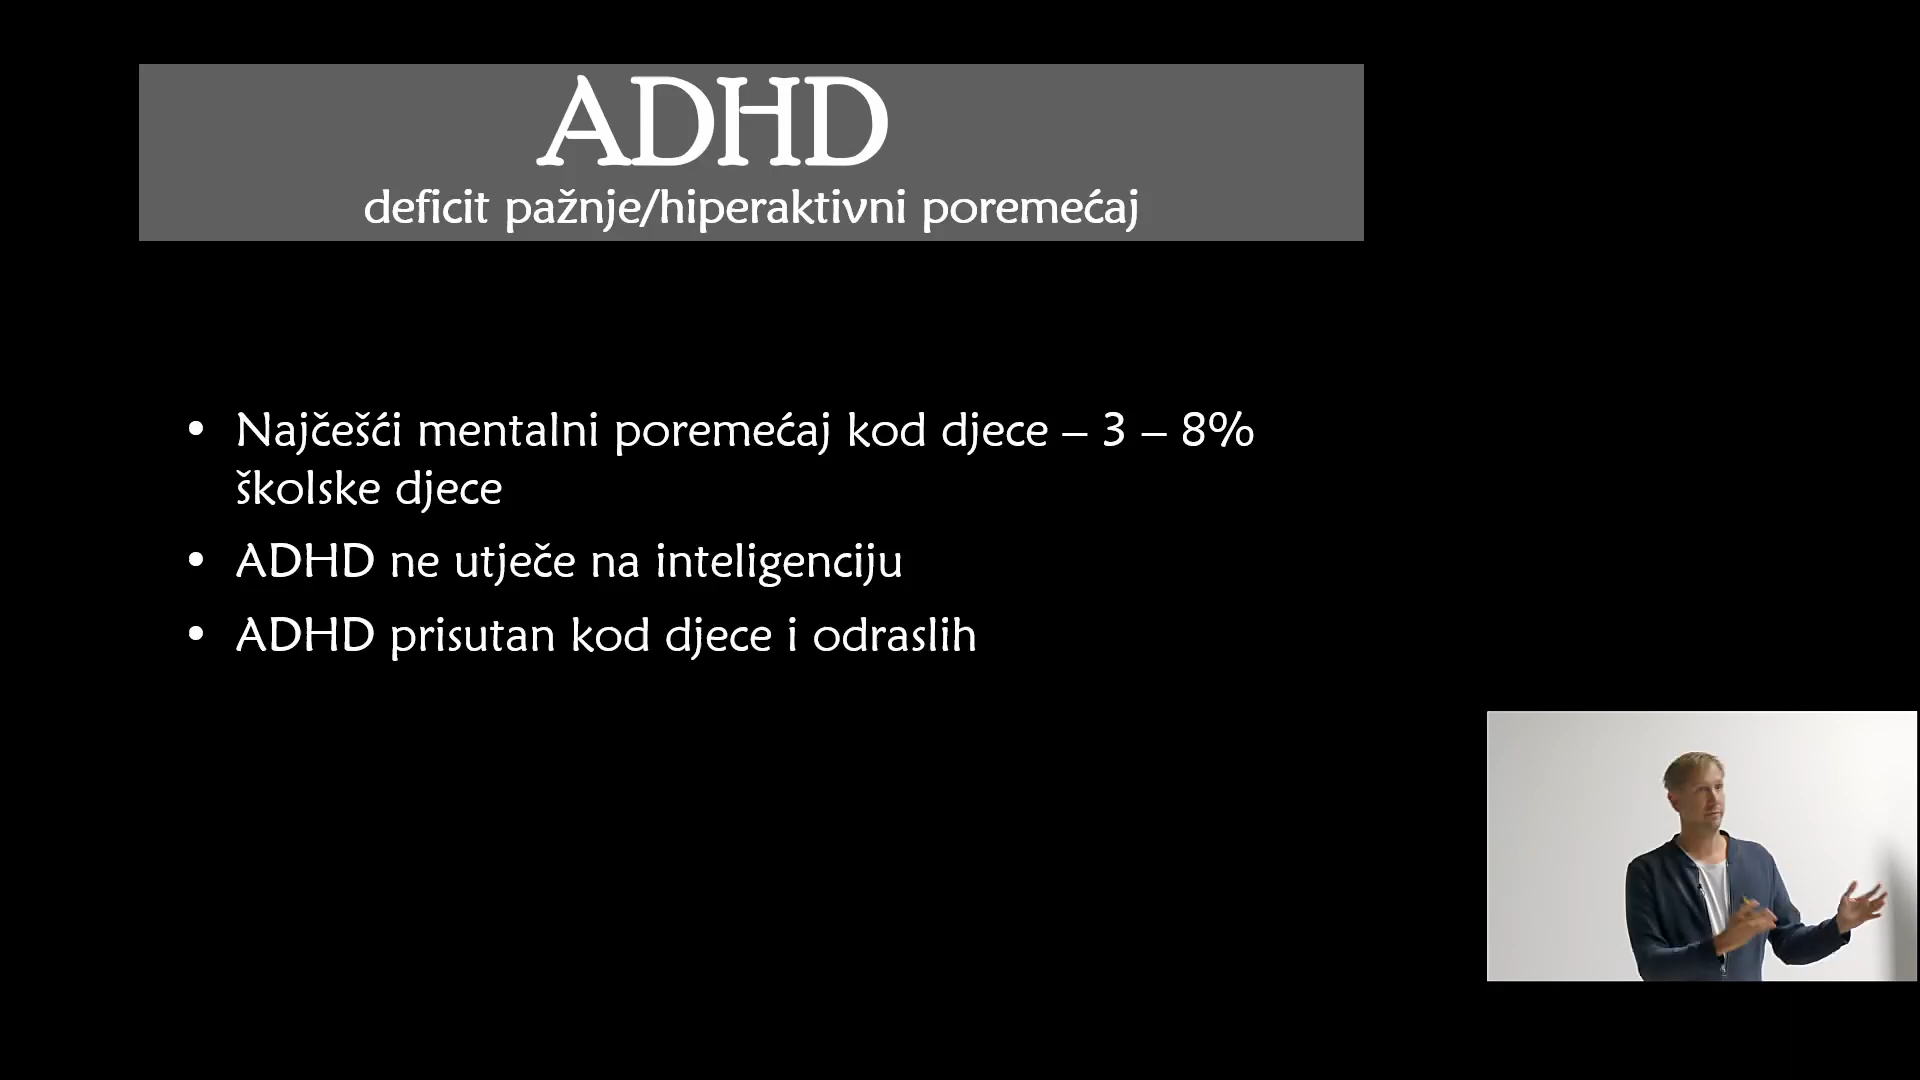 ADHD
deficit pažnje/hiperaktivni poremećaj
• Najčešći mentalni poremećaj kod djece – 3 – 8%
školske djece
• ADHD ne utječe na inteligenciju
• ADHD prisutan kod djece i odraslih